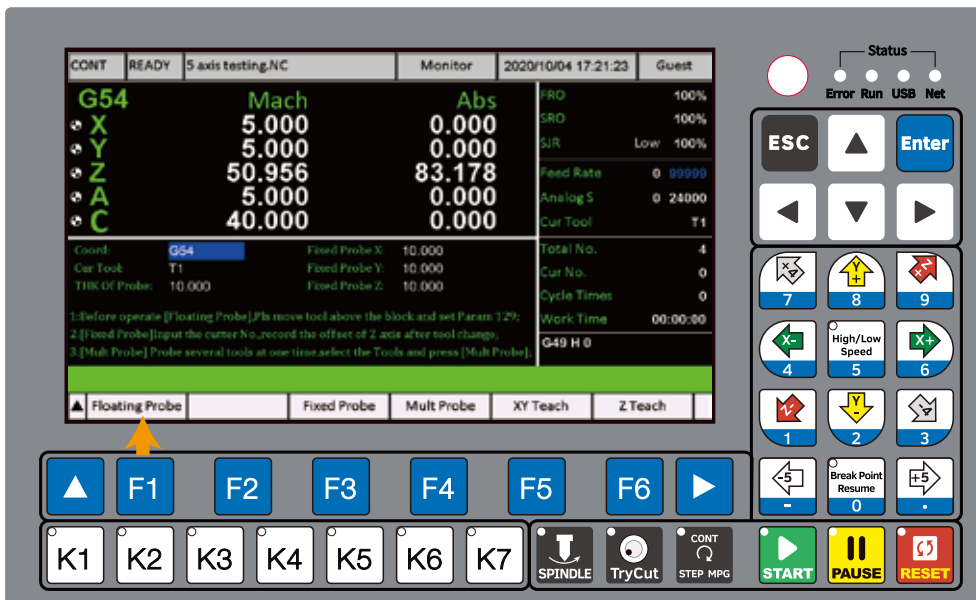 CONT READY 5 axis testing.NC Monitor 2020/10/04 17:21:23 Guest
G54 Mach Abs
X 5.000 0.000
Y 5.000 0.000
Z 50.956 83.178
A 5.000 0.000
C 40.000 0.000
FRO 100%
SRO 100%
SJR Low 100%
Feed Rate 0 99999
Analog S 0 24000
Cur Tool T1
Total No. 4
Cur No. 0
Cycle Times 0
Work Time 00:00:00
G49 H 0
Coord: G54 Fixed Probe X: 10.000
Cur Tool: T1 Fixed Probe Y: 10.000
THK Of Probe: 10.000 Fixed Probe Z: 10.000
1:Before operate [Floating Probe],Pls move tool above the block and set Param 129;
2:[Fixed Probe]Input the cutter No.,record the offset of Z axis after tool change,
3.[Mult Probe] Probe several tools at one time,select the Tools and press [Mult Probe];
Floating Probe Fixed Probe Mult Probe XY Teach Z Teach
Status
Error Run USB Net
ESC Enter
X4 Y+ Z+
7 8 9
X- High/Low Speed X+
4 5 6
Z- Y- 4
1 2 3
-5 Break Point Resume +5
- 0 .
F1 F2 F3 F4 F5 F6
K1 K2 K3 K4 K5 K6 K7
SPINDLE TryCut CONT STEP MPG START PAUSE RESET